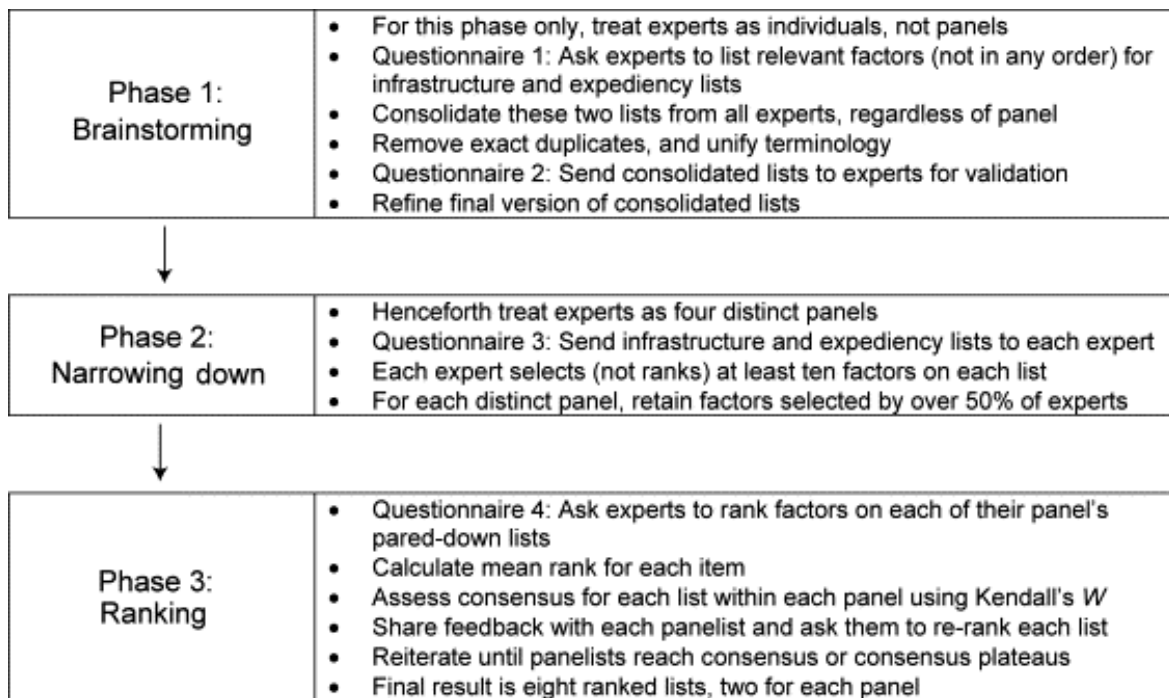 Phase 1:
Brainstorming
• For this phase only, treat experts as individuals, not panels
• Questionnaire 1: Ask experts to list relevant factors (not in any order) for
infrastructure and expediency lists
• Consolidate these two lists from all experts, regardless of panel
• Remove exact duplicates, and unify terminology
• Questionnaire 2: Send consolidated lists to experts for validation
• Refine final version of consolidated lists
Phase 2:
Narrowing down
• Henceforth treat experts as four distinct panels
• Questionnaire 3: Send infrastructure and expediency lists to each expert
• Each expert selects (not ranks) at least ten factors on each list
• For each distinct panel, retain factors selected by over 50% of experts
Phase 3:
Ranking
• Questionnaire 4: Ask experts to rank factors on each of their panel's
pared-down lists
• Calculate mean rank for each item
• Assess consensus for each list within each panel using Kendall's W
• Share feedback with each panelist and ask them to re-rank each list
• Reiterate until panelists reach consensus or consensus plateaus
• Final result is eight ranked lists, two for each panel